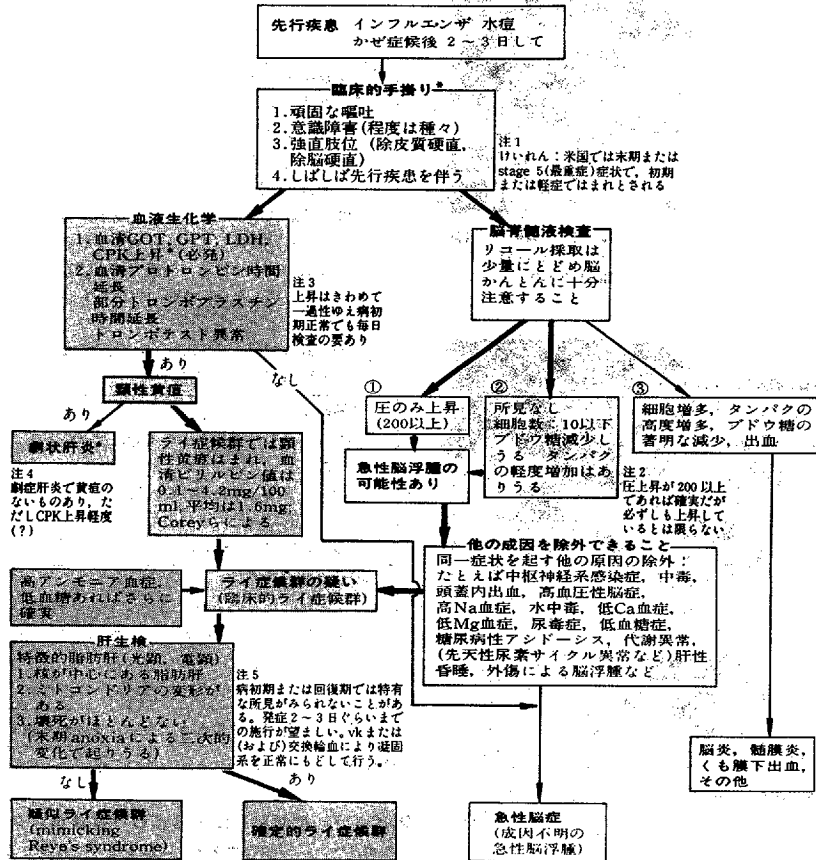 先行疾患 インフルエンザ 水痘
かぜ症候後 2~3日して
臨床的手掛り*
1.頑固な嘔吐
2.意識障害(程度は種々)
3.強直肢位 (除皮質硬直,
除脳硬直)
4.しばしば先行疾患を伴う
注1
けいれん:米国では末期または
stage 5(最重症)症状で,初期
または軽症ではまれとされる
血液生化学
1.血清GOT, GPT, LDH,
CPK上昇*(必発)
2.血清プロトロンビン時間
延長
部分トロンボプラスチン
時間延長
トロンボテスト異常
注3
上昇はきわめて
一過性ゆえ病初
期正常でも毎日
検査の要あり
脳脊髄液検査
リコール採取は
少量にとどめ脳
かんとんに十分
注意すること
あり
なし
顕性黄疸
あり
劇状肝炎*
注4
劇症肝炎で黄疸の
ないものあり,た
だしCPK上昇軽度
(?)
ライ症候群では顕
性黄疸はまれ,血
清ビリルビン値は
0.1~4.2mg/100
ml, 平均は1.6mg;
Coreyらによる
①
圧のみ上昇
(200以上)
②
所見なし
細胞数:10以下
ブドウ糖減少し
うる タンパク
の軽度増加はあ
りうる
③
細胞増多,タンパクの
高度増多,ブドウ糖の
著明な減少,出血
急性脳浮腫の
可能性あり
注2
圧上昇が200以上
であれば確実だが
必ずしも上昇して
いるとは限らない
他の成因を除外できること
同一症状を起す他の原因の除外:
たとえば中枢神経系感染症,中毒,
頭蓋内出血,高血圧性脳症,
高Na血症,水中毒,低Ca血症,
低Mg血症,尿毒症,低血糖症,
糖尿病性アシドーシス,代謝異常,
(先天性尿素サイクル異常など)肝性
昏睡,外傷による脳浮腫など
高アンモニア血症,
低血糖あればさらに
確実
ライ症候群の疑い
(臨床的ライ症候群)
肝生検
特徴的脂肪肝(光顕,電顕)
1.核が中心にある脂肪肝
2.ミトコンドリアの変形が
ある
3.壊死がほとんどない
(末期anoxiaによる二次的
変化で起りうる)
注5
病初期または回復期では特有
な所見がみられないことがあ
る。発症2~3日ぐらいまで
の施行が望ましい。vkまたは
(および)交換輸血により凝固
系を正常にもどして行う。
なし
あり
疑似ライ症候群
(mimicking
Reye's syndrome)
確定的ライ症候群
急性脳症
(成因不明の
急性脳浮腫)
脳炎,髄膜炎,
くも膜下出血,
その他